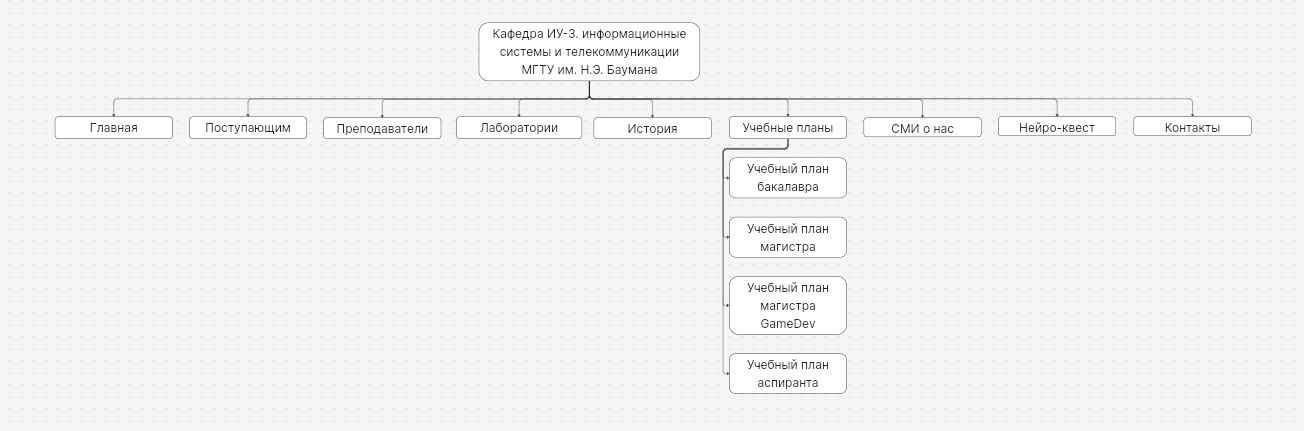 Кафедра ИУ-3. информационные
системы и телекоммуникации
МГТУ им. Н.Э. Баумана
Главная
Поступающим
Преподаватели
Лаборатории
История
Учебные планы
СМИ о нас
Нейро-квест
Контакты
Учебный план
бакалавра
Учебный план
магистра
Учебный план
магистра
GameDev
Учебный план
аспиранта